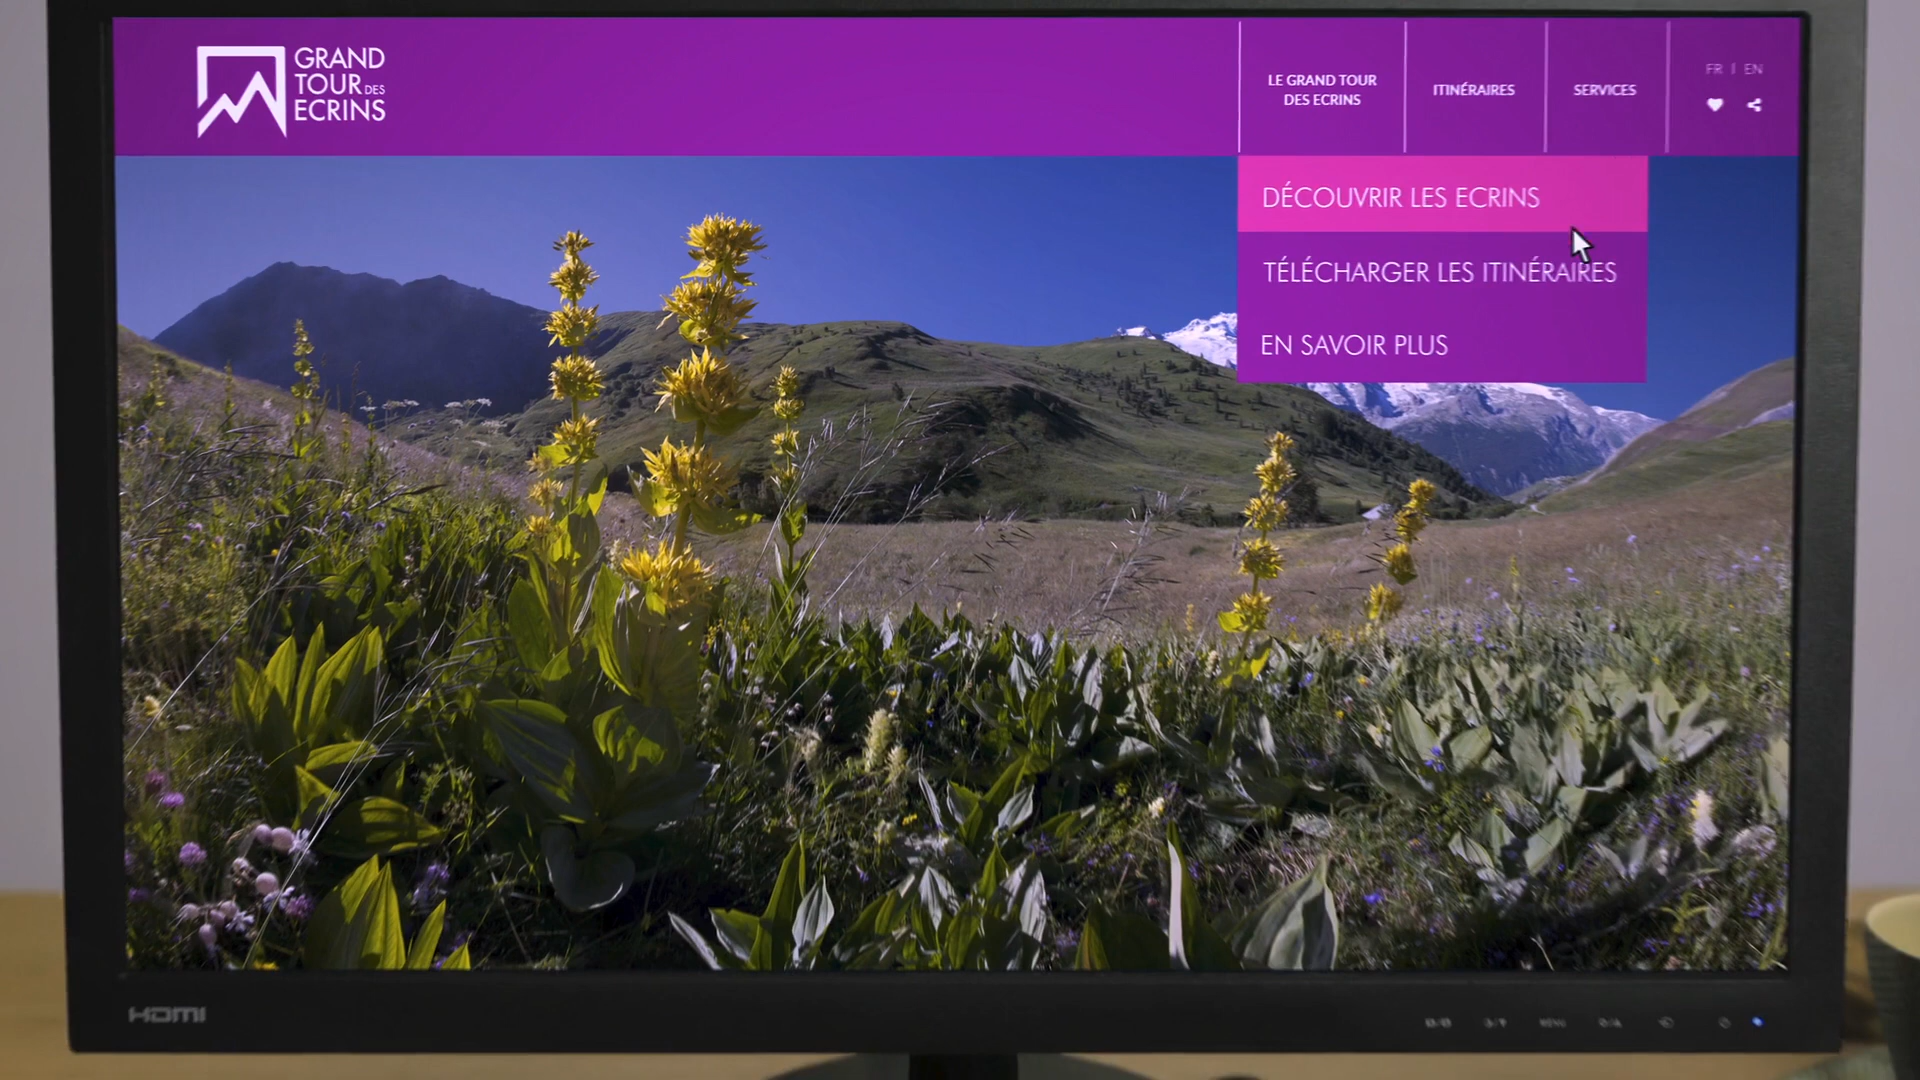 GRAND
TOUR DES
ECRINS
LE GRAND TOUR
DES ECRINS
ITINÉRAIRES
SERVICES
FR | EN
DÉCOUVRIR LES ECRINS
TÉLÉCHARGER LES ITINÉRAIRES
EN SAVOIR PLUS
HDMI